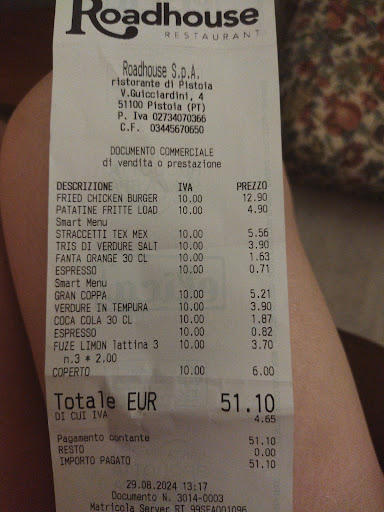 Roadhouse
RESTAURANT
Roadhouse S.p.A.
ristorante di Pistoia
V.Guicciardini, 4
51100 Pistoia (PT)
P. Iva 02734070366
C.F. 03445670650
DOCUMENTO COMMERCIALE
di vendita o prestazione
DESCRIZIONE IVA PREZZO
FRIED CHICKEN BURGER 10.00 12.90
PATATINE FRITTE LOAD 10.00 4.90
Smart Menu
STRACCETTI TEX MEX 10.00 5.56
TRIS DI VERDURE SALT 10.00 3.90
FANTA ORANGE 30 CL 10.00 1.63
ESPRESSO 10.00 0.71
Smart Menu
GRAN COPPA 10.00 5.21
VERDURE IN TEMPURA 10.00 3.90
COCA COLA 30 CL 10.00 1.87
ESPRESSO 10.00 0.82
FUZE LIMON lattina 3 10.00 3.70
n.3 * 2.00
COPERTO 10.00 6.00
Totale EUR 51.10
DI CUI IVA 4.65
Pagamento contante 51.10
RESTO 0.00
IMPORTO PAGATO 51.10
29.08.2024 13:17
Documento N. 3014-0003
Matricola Server RT 99SEA001096